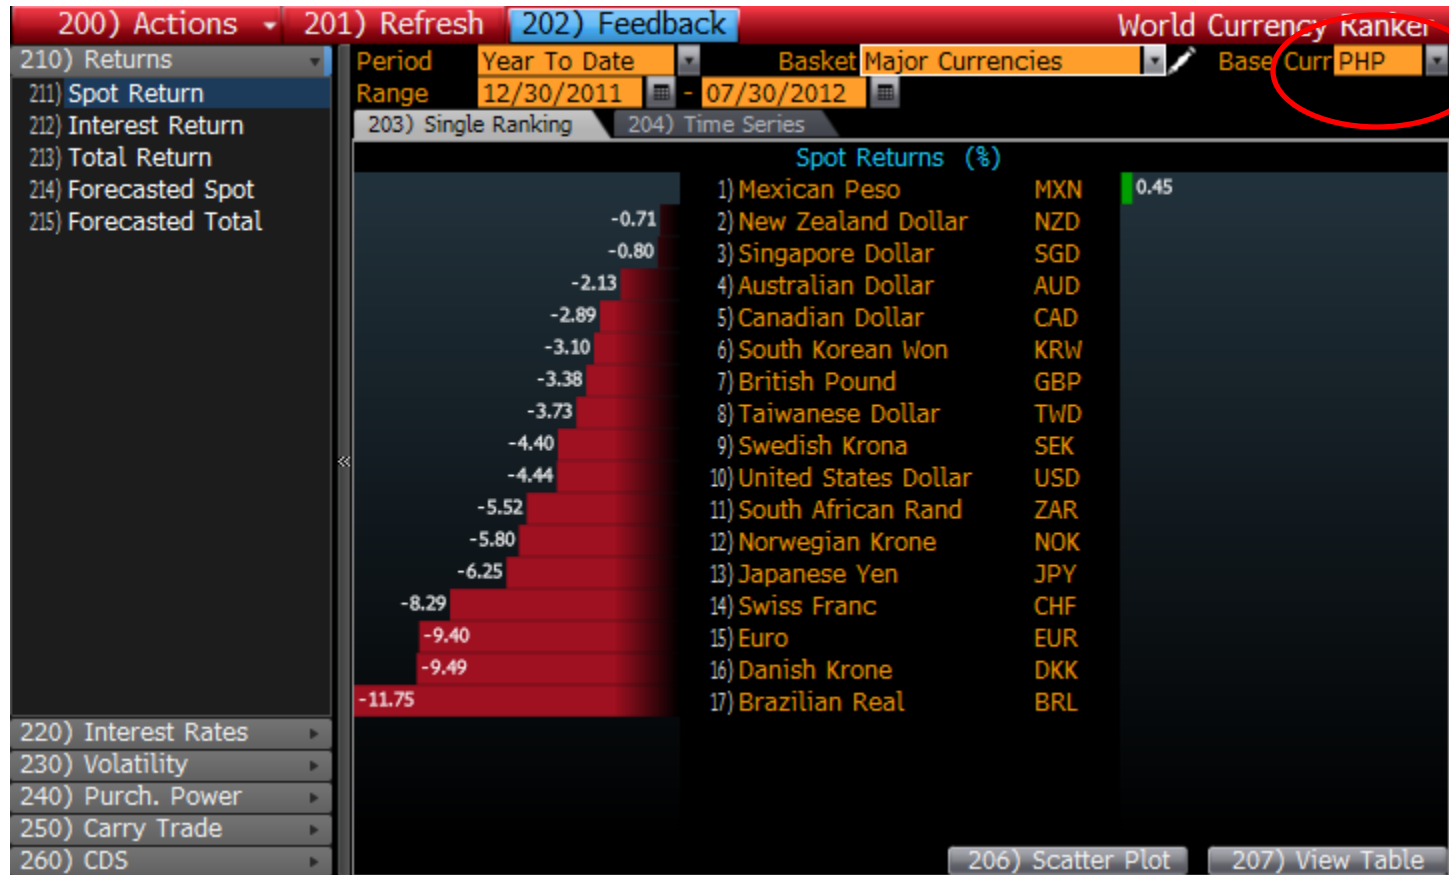 200) Actions 201) Refresh 202) Feedback World Currency Ranker
210) Returns Period Year To Date Basket Major Currencies Base Curr PHP
211) Spot Return Range 12/30/2011 - 07/30/2012
212) Interest Return 203) Single Ranking 204) Time Series
213) Total Return Spot Returns (%)
214) Forecasted Spot 1) Mexican Peso MXN 0.45
215) Forecasted Total -0.71 2) New Zealand Dollar NZD
-0.80 3) Singapore Dollar SGD
-2.13 4) Australian Dollar AUD
-2.89 5) Canadian Dollar CAD
-3.10 6) South Korean Won KRW
-3.38 7) British Pound GBP
-3.73 8) Taiwanese Dollar TWD
-4.40 9) Swedish Krona SEK
« -4.44 10) United States Dollar USD
-5.52 11) South African Rand ZAR
-5.80 12) Norwegian Krone NOK
-6.25 13) Japanese Yen JPY
-8.29 14) Swiss Franc CHF
-9.40 15) Euro EUR
-9.49 16) Danish Krone DKK
-11.75 17) Brazilian Real BRL
220) Interest Rates
230) Volatility
240) Purch. Power
250) Carry Trade
260) CDS 206) Scatter Plot 207) View Table